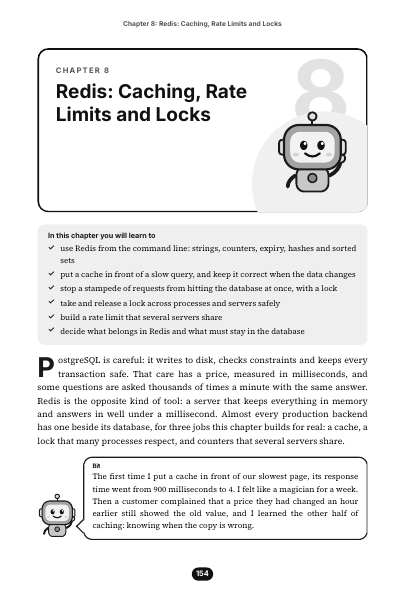 Chapter 8: Redis: Caching, Rate Limits and Locks
CHAPTER 8
8
Redis: Caching, Rate
Limits and Locks
In this chapter you will learn to
✓ use Redis from the command line: strings, counters, expiry, hashes and sorted
sets
✓ put a cache in front of a slow query, and keep it correct when the data changes
✓ stop a stampede of requests from hitting the database at once, with a lock
✓ take and release a lock across processes and servers safely
✓ build a rate limit that several servers share
✓ decide what belongs in Redis and what must stay in the database
PostgreSQL is careful: it writes to disk, checks constraints and keeps every
transaction safe. That care has a price, measured in milliseconds, and
some questions are asked thousands of times a minute with the same answer.
Redis is the opposite kind of tool: a server that keeps everything in memory
and answers in well under a millisecond. Almost every production backend
has one beside its database, for three jobs this chapter builds for real: a cache, a
lock that many processes respect, and counters that several servers share.
Bit
The first time I put a cache in front of our slowest page, its response
time went from 900 milliseconds to 4. I felt like a magician for a week.
Then a customer complained that a price they had changed an hour
earlier still showed the old value, and I learned the other half of
caching: knowing when the copy is wrong.
154